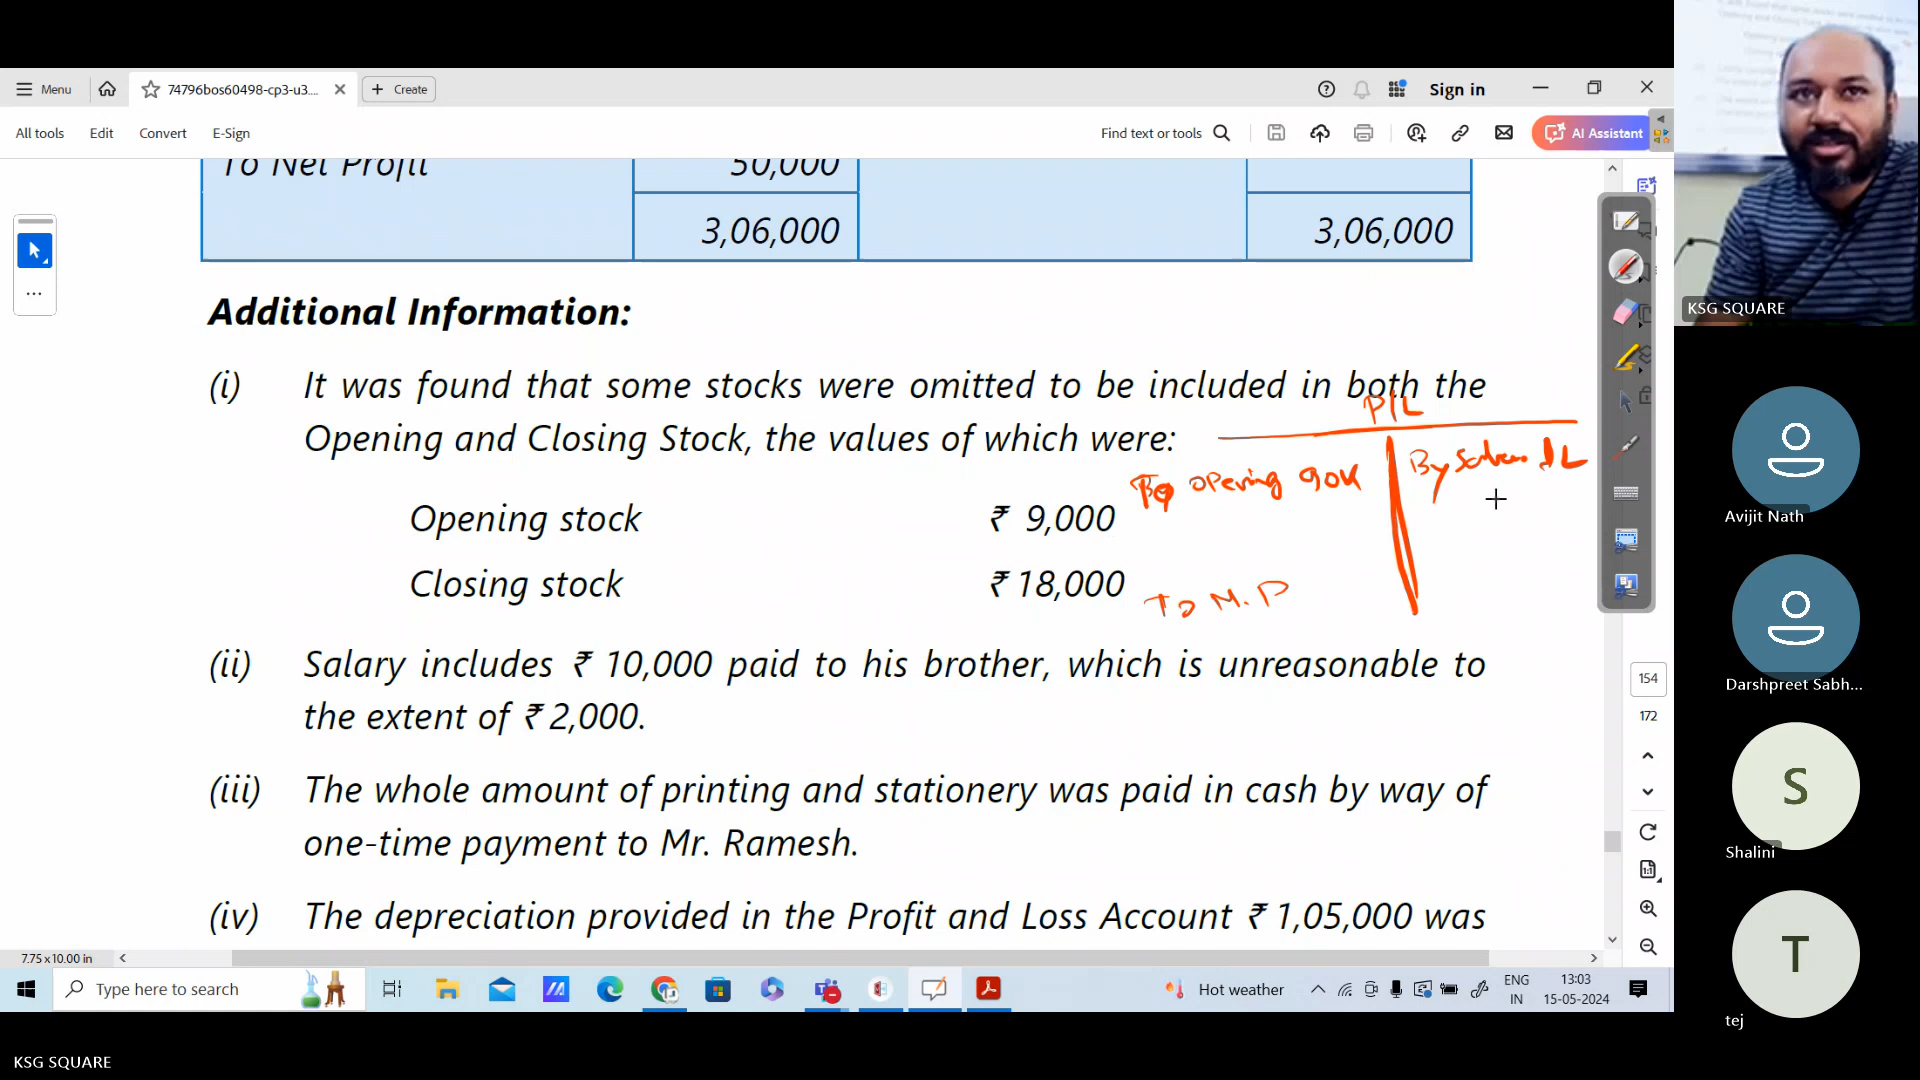 Menu
74796bos60498-cp3-u3....
Create
Sign in
All tools
Edit
Convert
E-Sign
Find text or tools
AI Assistant
To Net Profit 50,000
3,06,000 3,06,000
Additional Information:
(i) It was found that some stocks were omitted to be included in both the
Opening and Closing Stock, the values of which were:
P/L
Opening stock ₹ 9,000
To opening 90K
By Sales 1L
Closing stock ₹ 18,000
To N.P
(ii) Salary includes ₹ 10,000 paid to his brother, which is unreasonable to
the extent of ₹ 2,000.
(iii) The whole amount of printing and stationery was paid in cash by way of
one-time payment to Mr. Ramesh.
(iv) The depreciation provided in the Profit and Loss Account ₹ 1,05,000 was
154
172
1:1
7.75 x 10.00 in
Type here to search
Hot weather
ENG
IN
13:03
15-05-2024
KSG SQUARE
KSG SQUARE
Avijit Nath
Darshpreet Sabh...
S
Shalini
T
tej